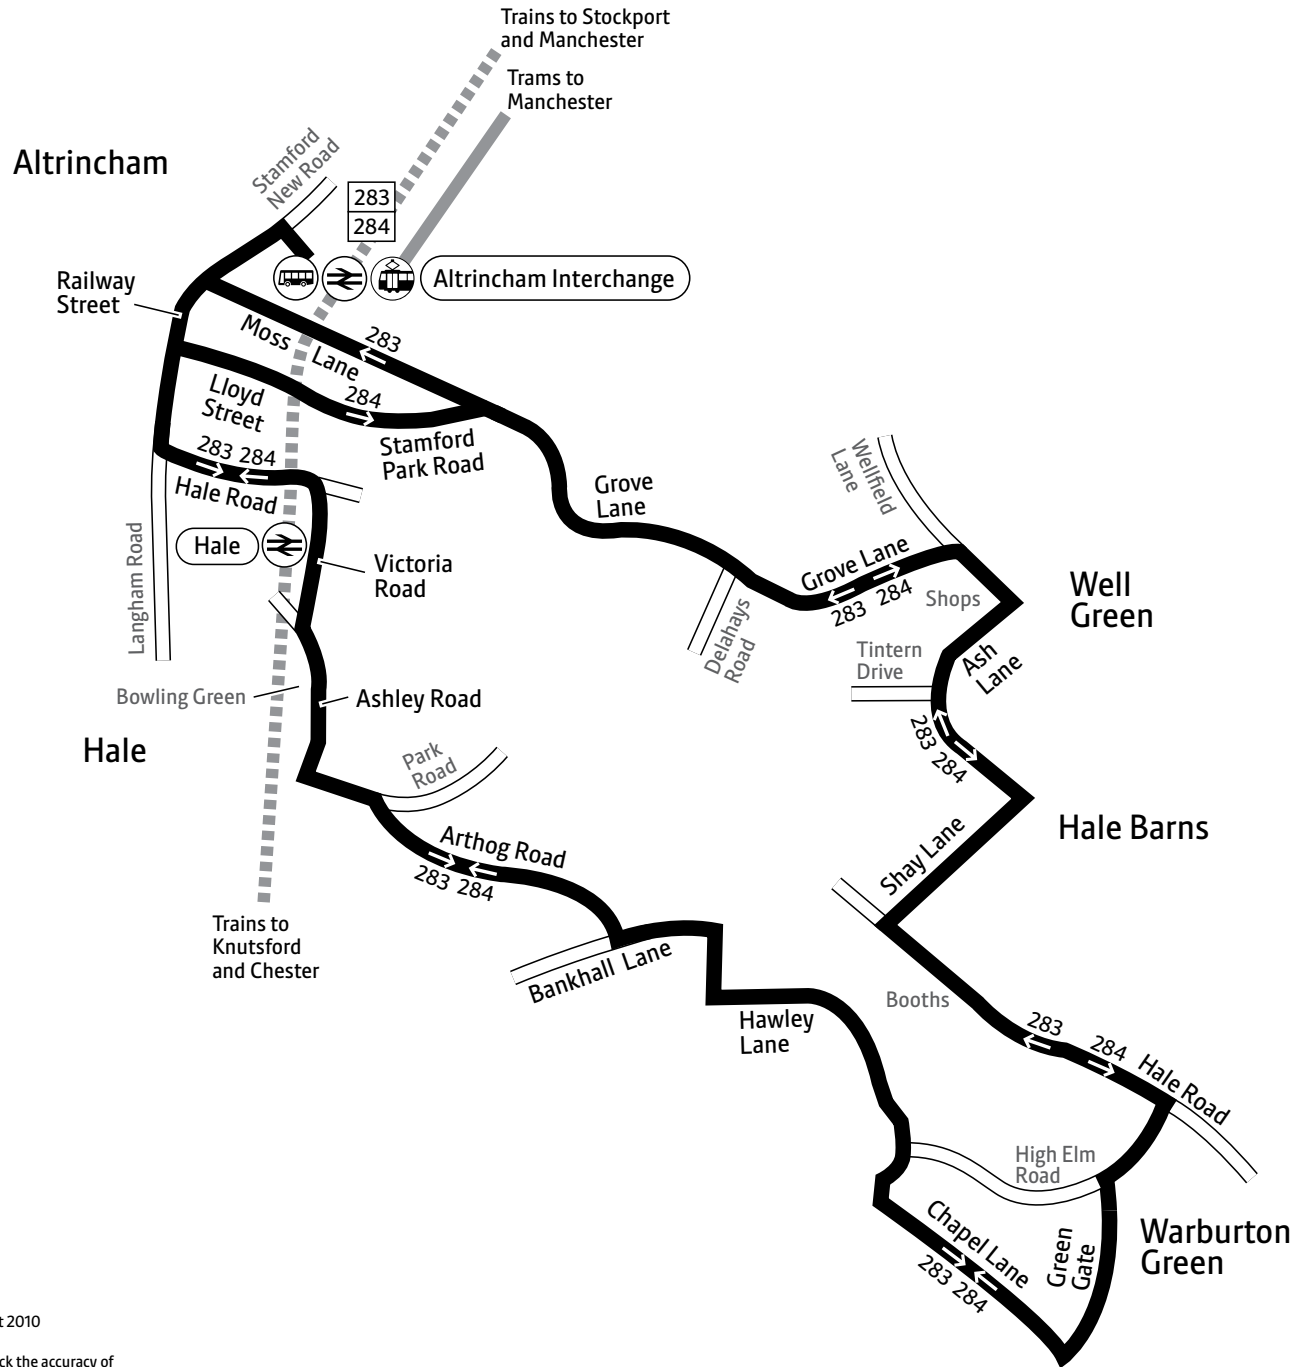 Trains to Stockport
and Manchester
Trams to
Manchester
Altrincham
Stamford
New Road
283
284
Altrincham Interchange
Railway
Street
Moss Lane
283
Lloyd
Street
284
Stamford
Park Road
283 284
Hale Road
Grove
Lane
Wellfield
Lane
Langham Road
Hale
Victoria
Road
Grove Lane
283 284
Shops
Well
Green
Delahays
Road
Tintern
Drive
Ash
Lane
Bowling Green
Ashley Road
283 284
Hale
Park
Road
Hale Barns
Arthog Road
283 284
Shay Lane
Trains to
Knutsford
and Chester
Bankhall Lane
Booths
Hawley
Lane
283
284
Hale Road
High Elm
Road
Chapel Lane
283 284
Green
Gate
Warburton
Green
t 2010
ck the accuracy of